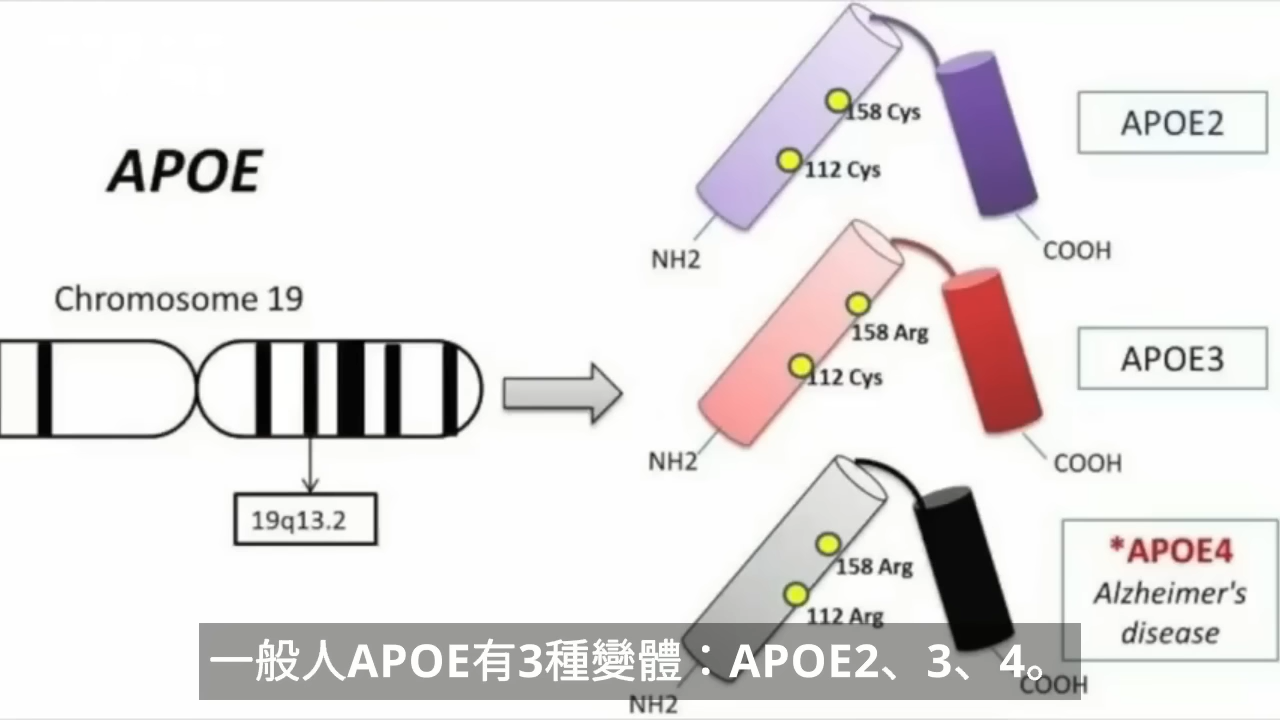 APOE
Chromosome 19
19q13.2
158 Cys
112 Cys
NH2
COOH
APOE2
158 Arg
112 Cys
NH2
COOH
APOE3
158 Arg
112 Arg
NH2
COOH
*APOE4
Alzheimer's
disease
一般人APOE有3種變體：APOE2、3、4。